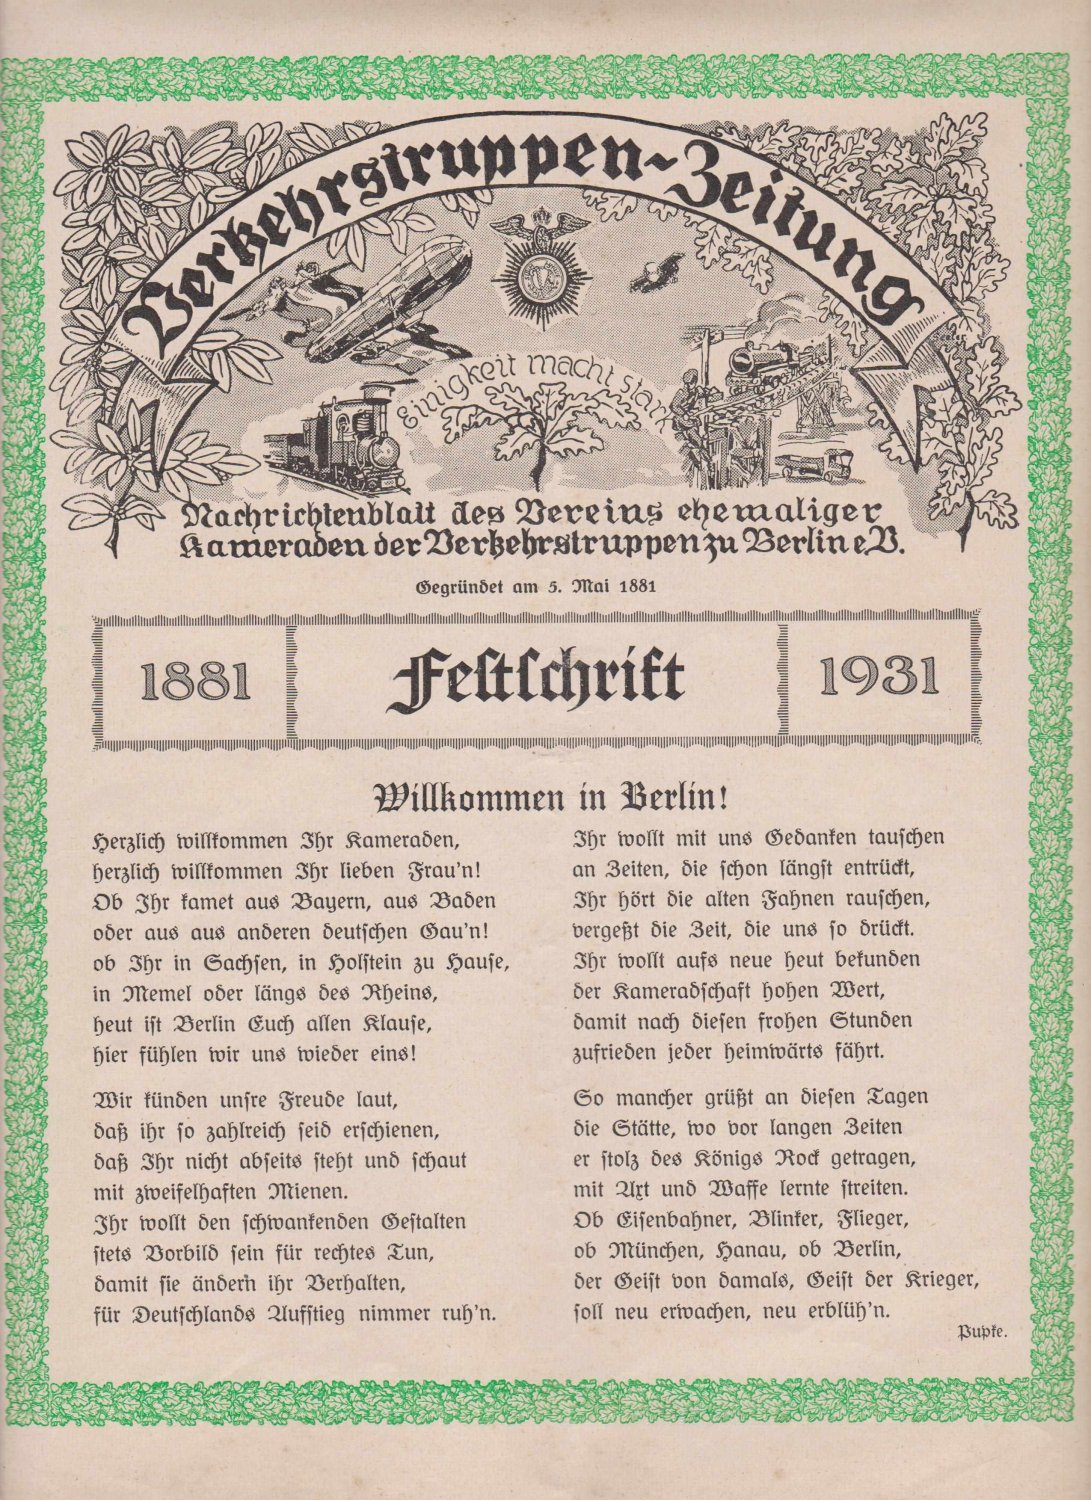 Verkehrstruppen-Zeitung
Einigkeit macht stark
Nachrichtenblatt des Vereins ehemaliger
Kameraden der Verkehrstruppen zu Berlin e.V.
Gegründet am 5. Mai 1881
1881
Festschrift
1931
Willkommen in Berlin!
Herzlich willkommen Ihr Kameraden,
herzlich willkommen Ihr lieben Frau'n!
Ob Ihr kamet aus Bayern, aus Baden
oder aus aus anderen deutschen Gau'n!
ob Ihr in Sachsen, in Holstein zu Hause,
in Memel oder längs des Rheins,
heut ist Berlin Euch allen Klause,
hier fühlen wir uns wieder eins!
Wir künden unsre Freude laut,
daß ihr so zahlreich seid erschienen,
daß Ihr nicht abseits steht und schaut
mit zweifelhaften Mienen.
Ihr wollt den schwankenden Gestalten
stets Vorbild sein für rechtes Tun,
damit sie ändern ihr Verhalten,
für Deutschlands Aufstieg nimmer ruh'n.
Ihr wollt mit uns Gedanken tauschen
an Zeiten, die schon längst entrückt,
Ihr hört die alten Fahnen rauschen,
vergeßt die Zeit, die uns so drückt.
Ihr wollt aufs neue heut bekunden
der Kameradschaft hohen Wert,
damit nach diesen frohen Stunden
zufrieden jeder heimwärts fährt.
So mancher grüßt an diesen Tagen
die Stätte, wo vor langen Zeiten
er stolz des Königs Rock getragen,
mit Axt und Waffe lernte streiten.
Ob Eisenbahner, Blinker, Flieger,
ob München, Hanau, ob Berlin,
der Geist von damals, Geist der Krieger,
soll neu erwachen, neu erblüh'n.
Pupke.